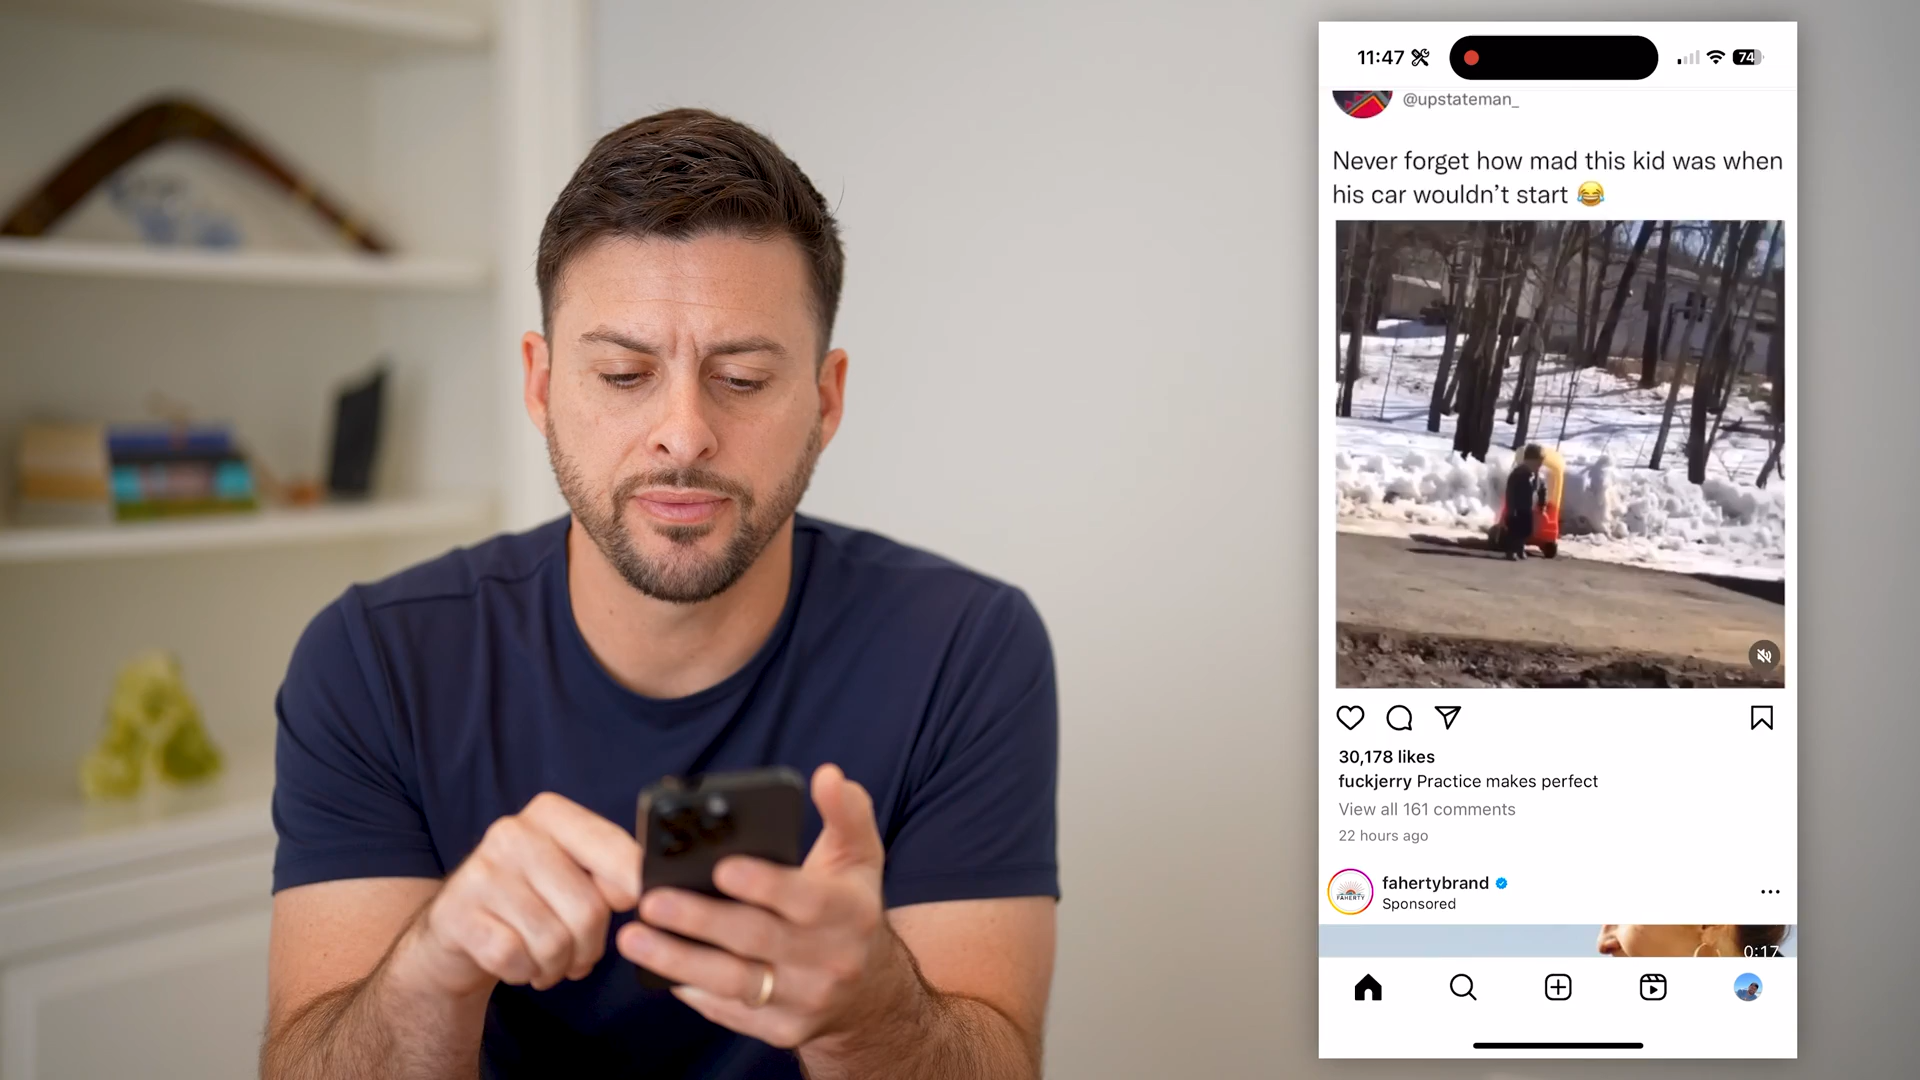 11:47
74
@upstateman_
Never forget how mad this kid was when
his car wouldn’t start 😂
30,178 likes
fuckjerry Practice makes perfect
View all 161 comments
22 hours ago
FAHERTY
fahertybrand
Sponsored
0:17